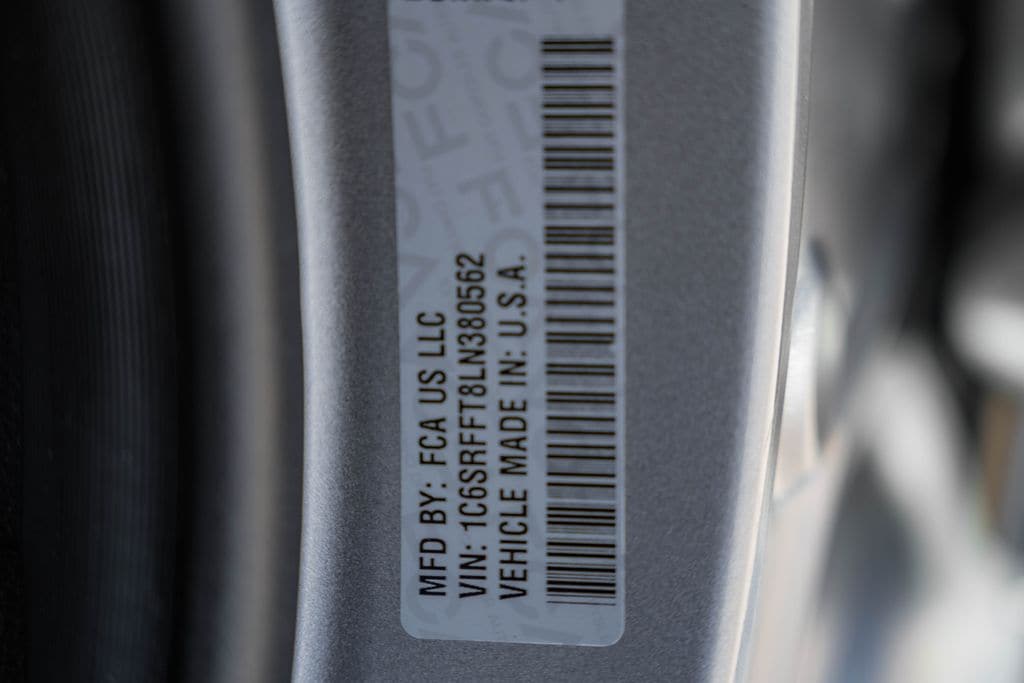 MFD BY: FCA US LLC
VIN: 1C6SRFFT8LN380562
VEHICLE MADE IN: U.S.A.